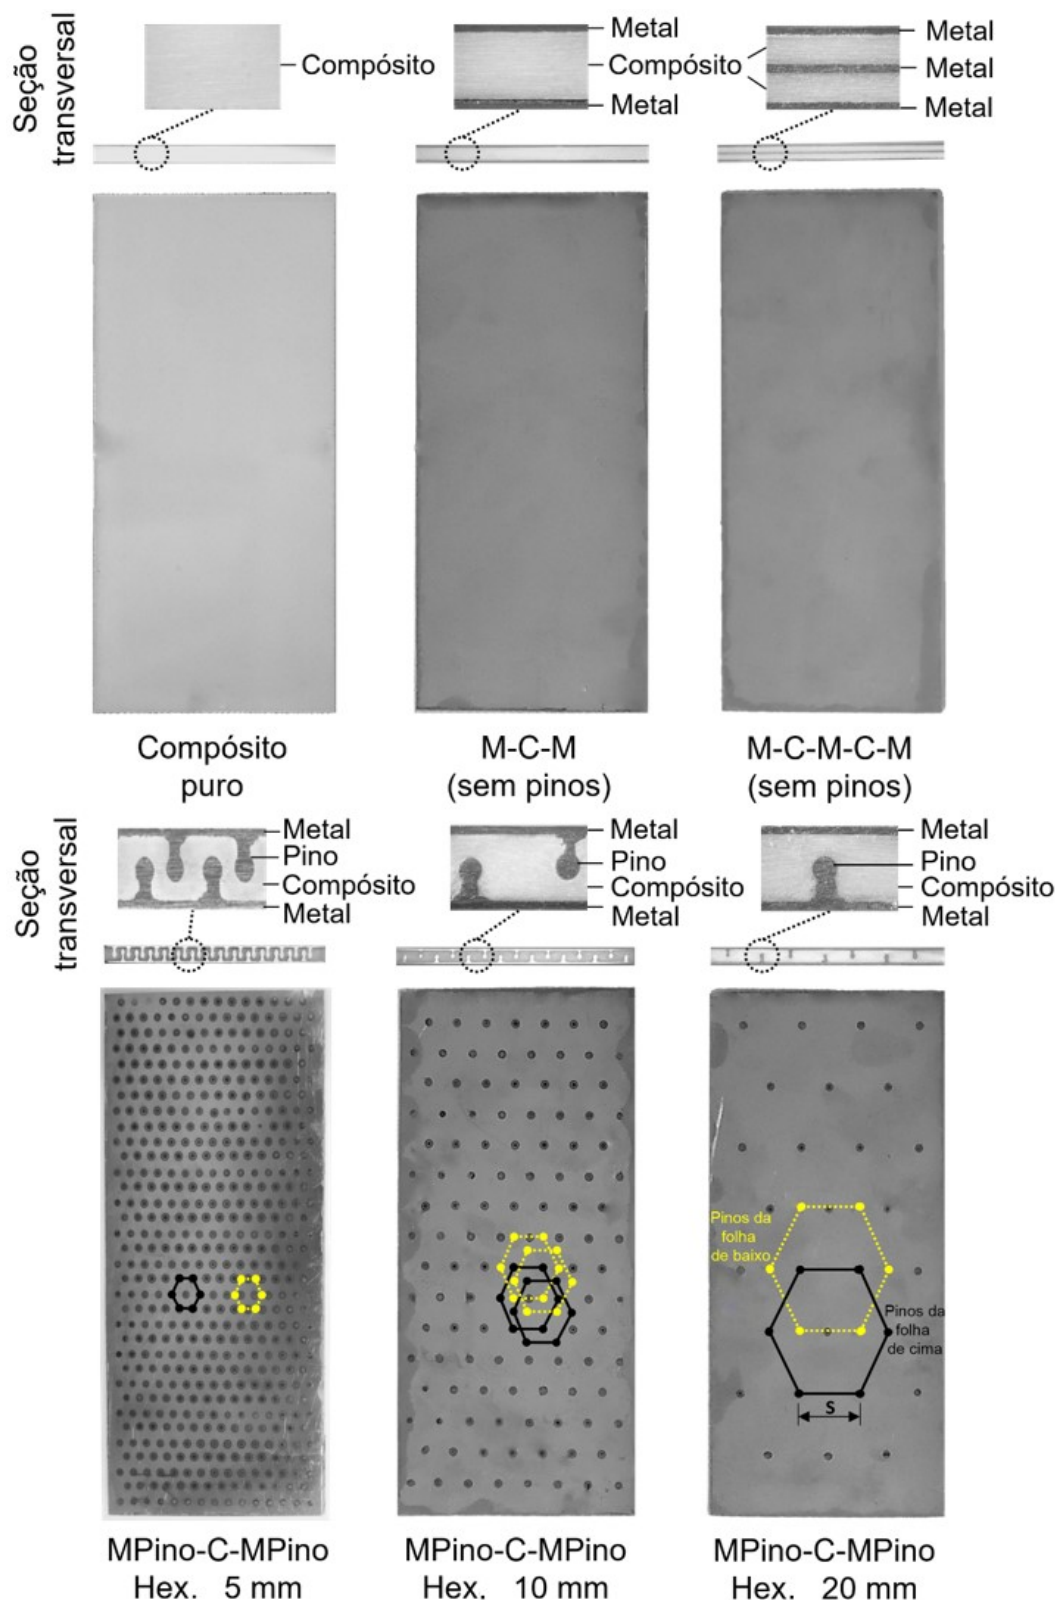 Seção
transversal
Compósito
Metal
Compósito
Metal
Metal
Metal
Metal
Compósito
puro
M-C-M
(sem pinos)
M-C-M-C-M
(sem pinos)
Seção
transversal
Metal
Pino
Compósito
Metal
Metal
Pino
Compósito
Metal
Metal
Pino
Compósito
Metal
Pinos da
folha
de baixo
Pinos da
folha
de cima
S
MPino-C-MPino
Hex. 5 mm
MPino-C-MPino
Hex. 10 mm
MPino-C-MPino
Hex. 20 mm